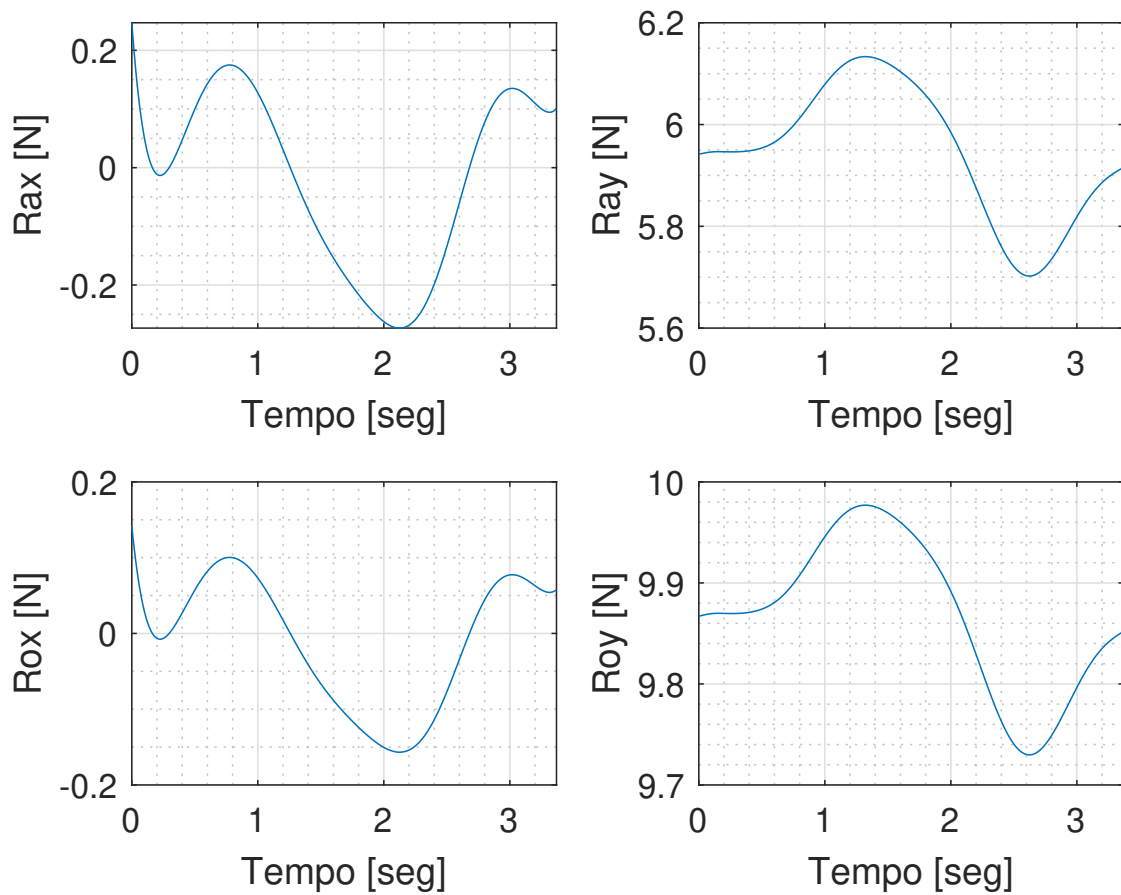 Rax [N]
0.2
0
-0.2
0 1 2 3
Tempo [seg]
Ray [N]
6.2
6
5.8
5.6
0 1 2 3
Tempo [seg]
Rox [N]
0.2
0
-0.2
0 1 2 3
Tempo [seg]
Roy [N]
10
9.9
9.8
9.7
0 1 2 3
Tempo [seg]